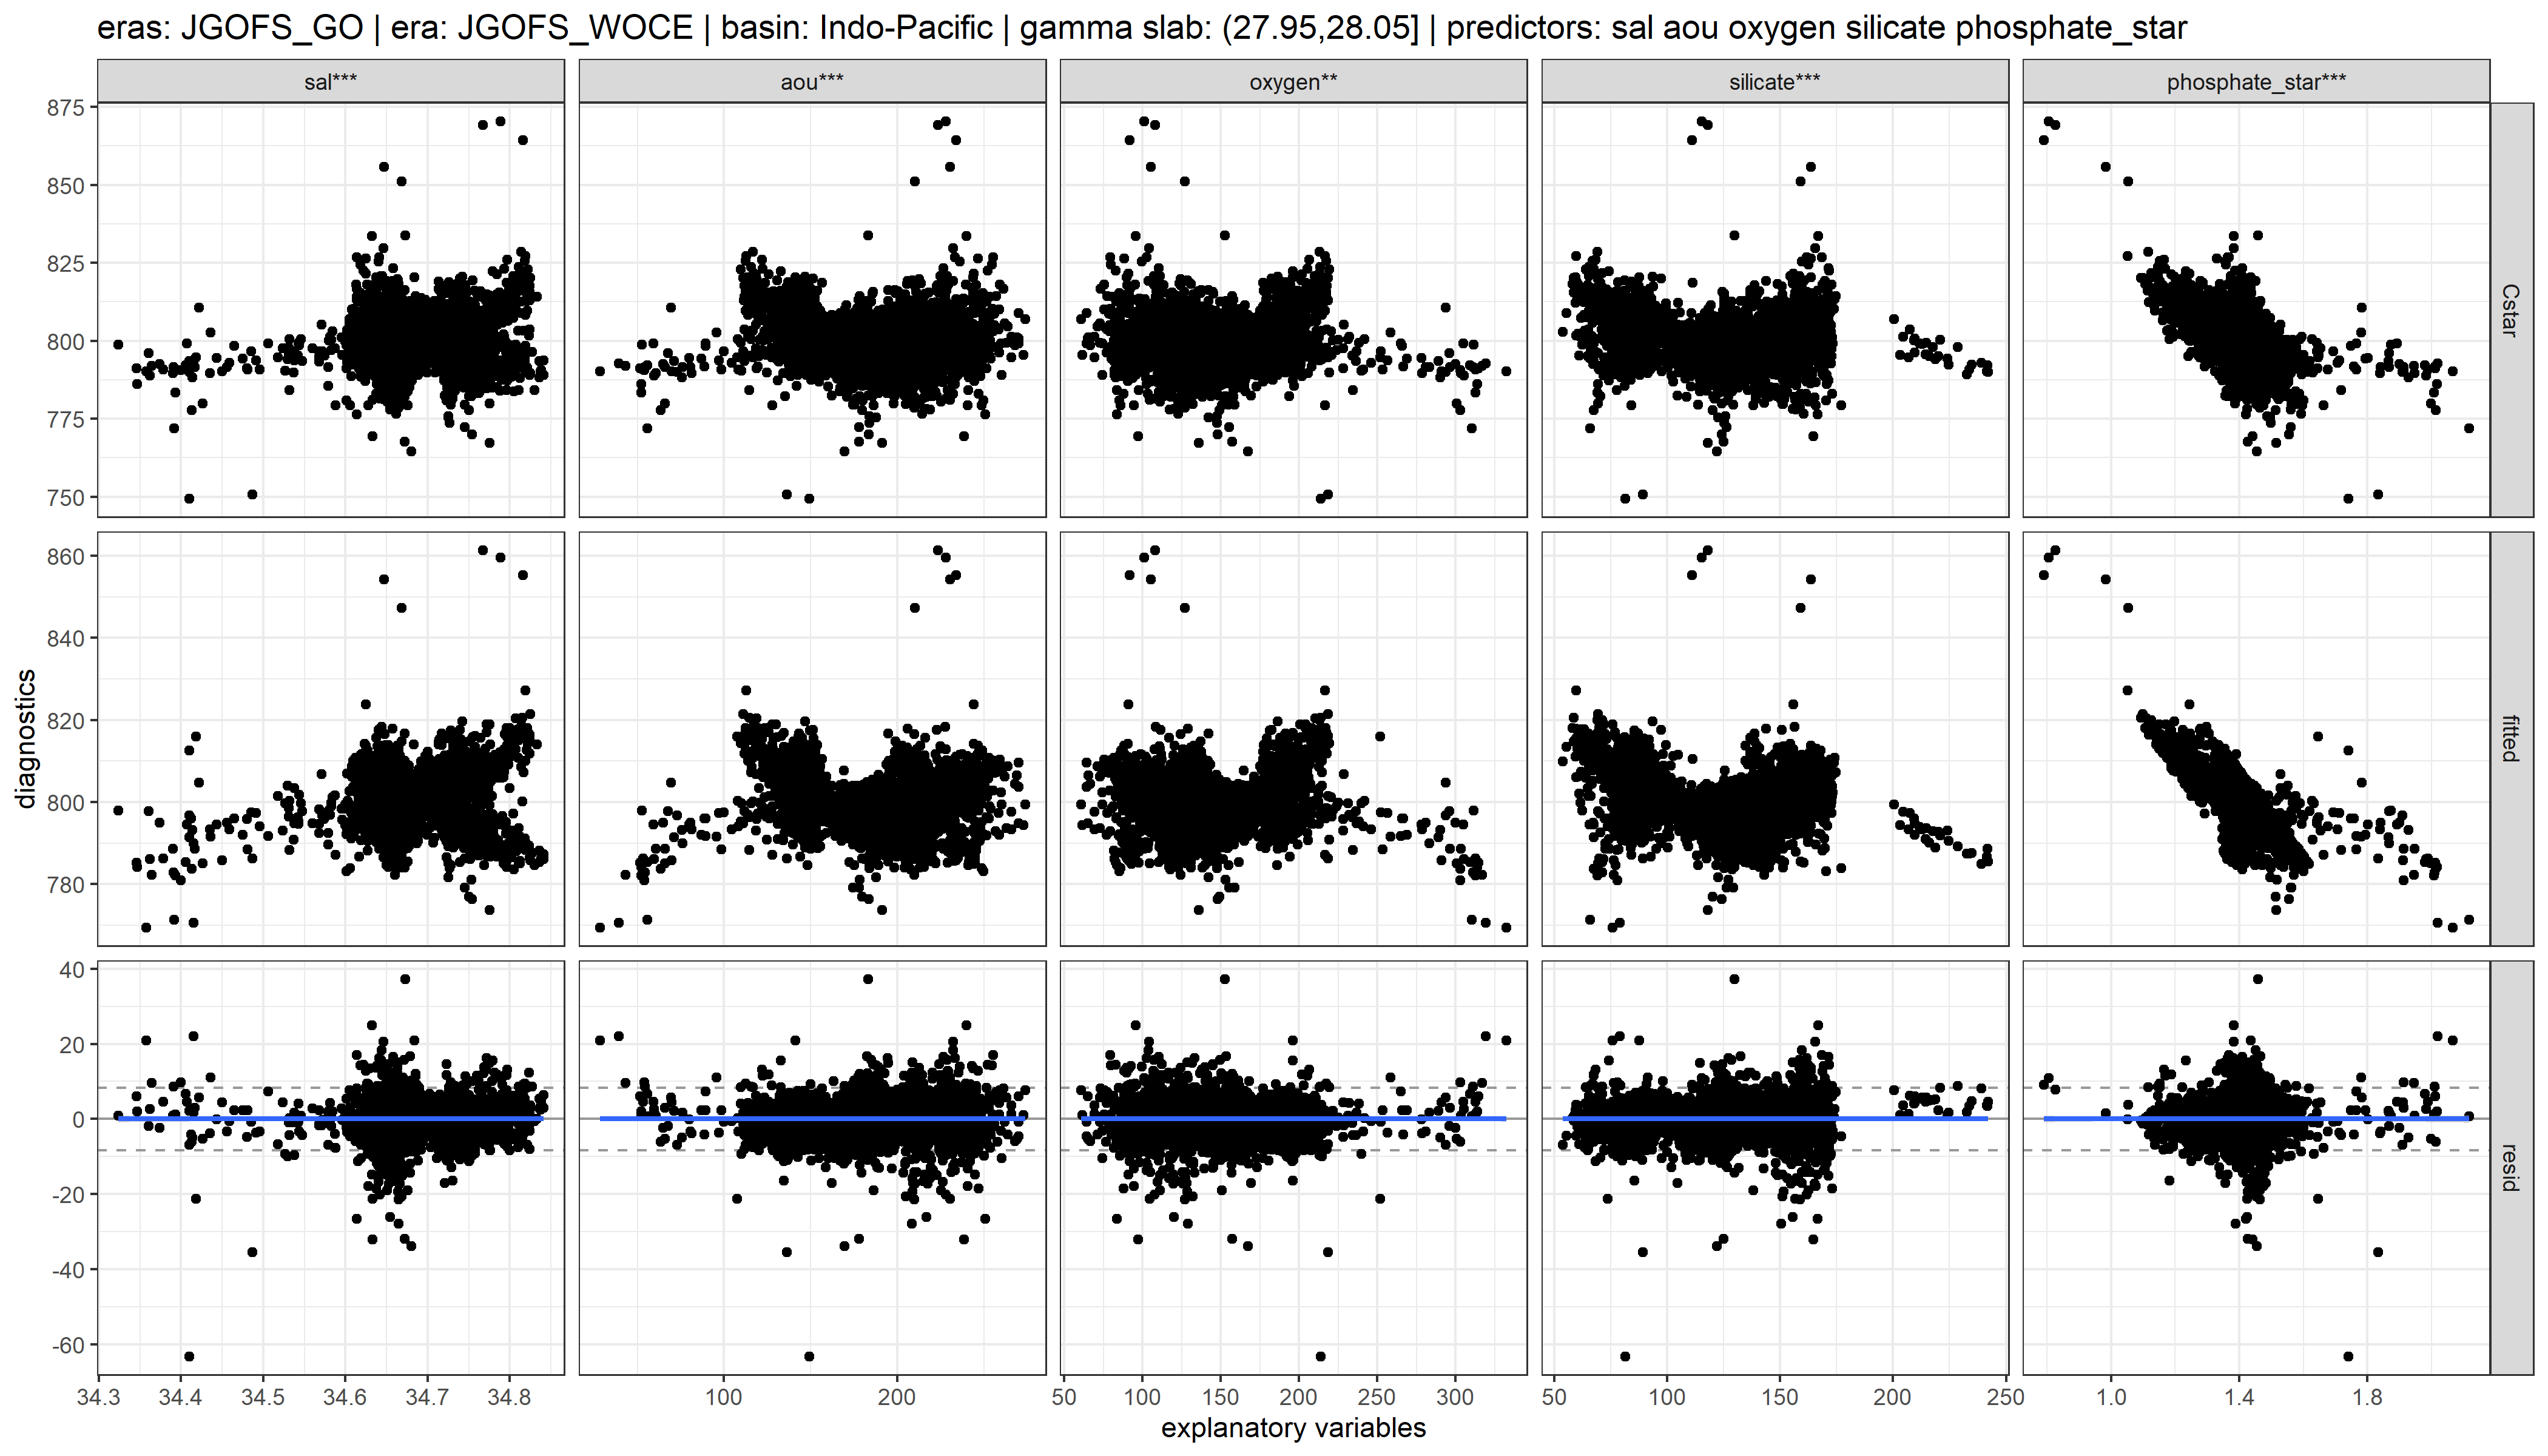 eras: JGOFS_GO | era: JGOFS_WOCE | basin: Indo-Pacific | gamma slab: (27.95,28.05] | predictors: sal aou oxygen silicate phosphate_star
sal*** aou*** oxygen** silicate*** phosphate_star***
875
850
825
800
775
750
Cstar
860
840
820
800
780
fitted
diagnostics
40
20
0
-20
-40
-60
resid
34.3 34.4 34.5 34.6 34.7 34.8 100 200 50 100 150 200 250 300 50 100 150 200 250 1.0 1.4 1.8
explanatory variables